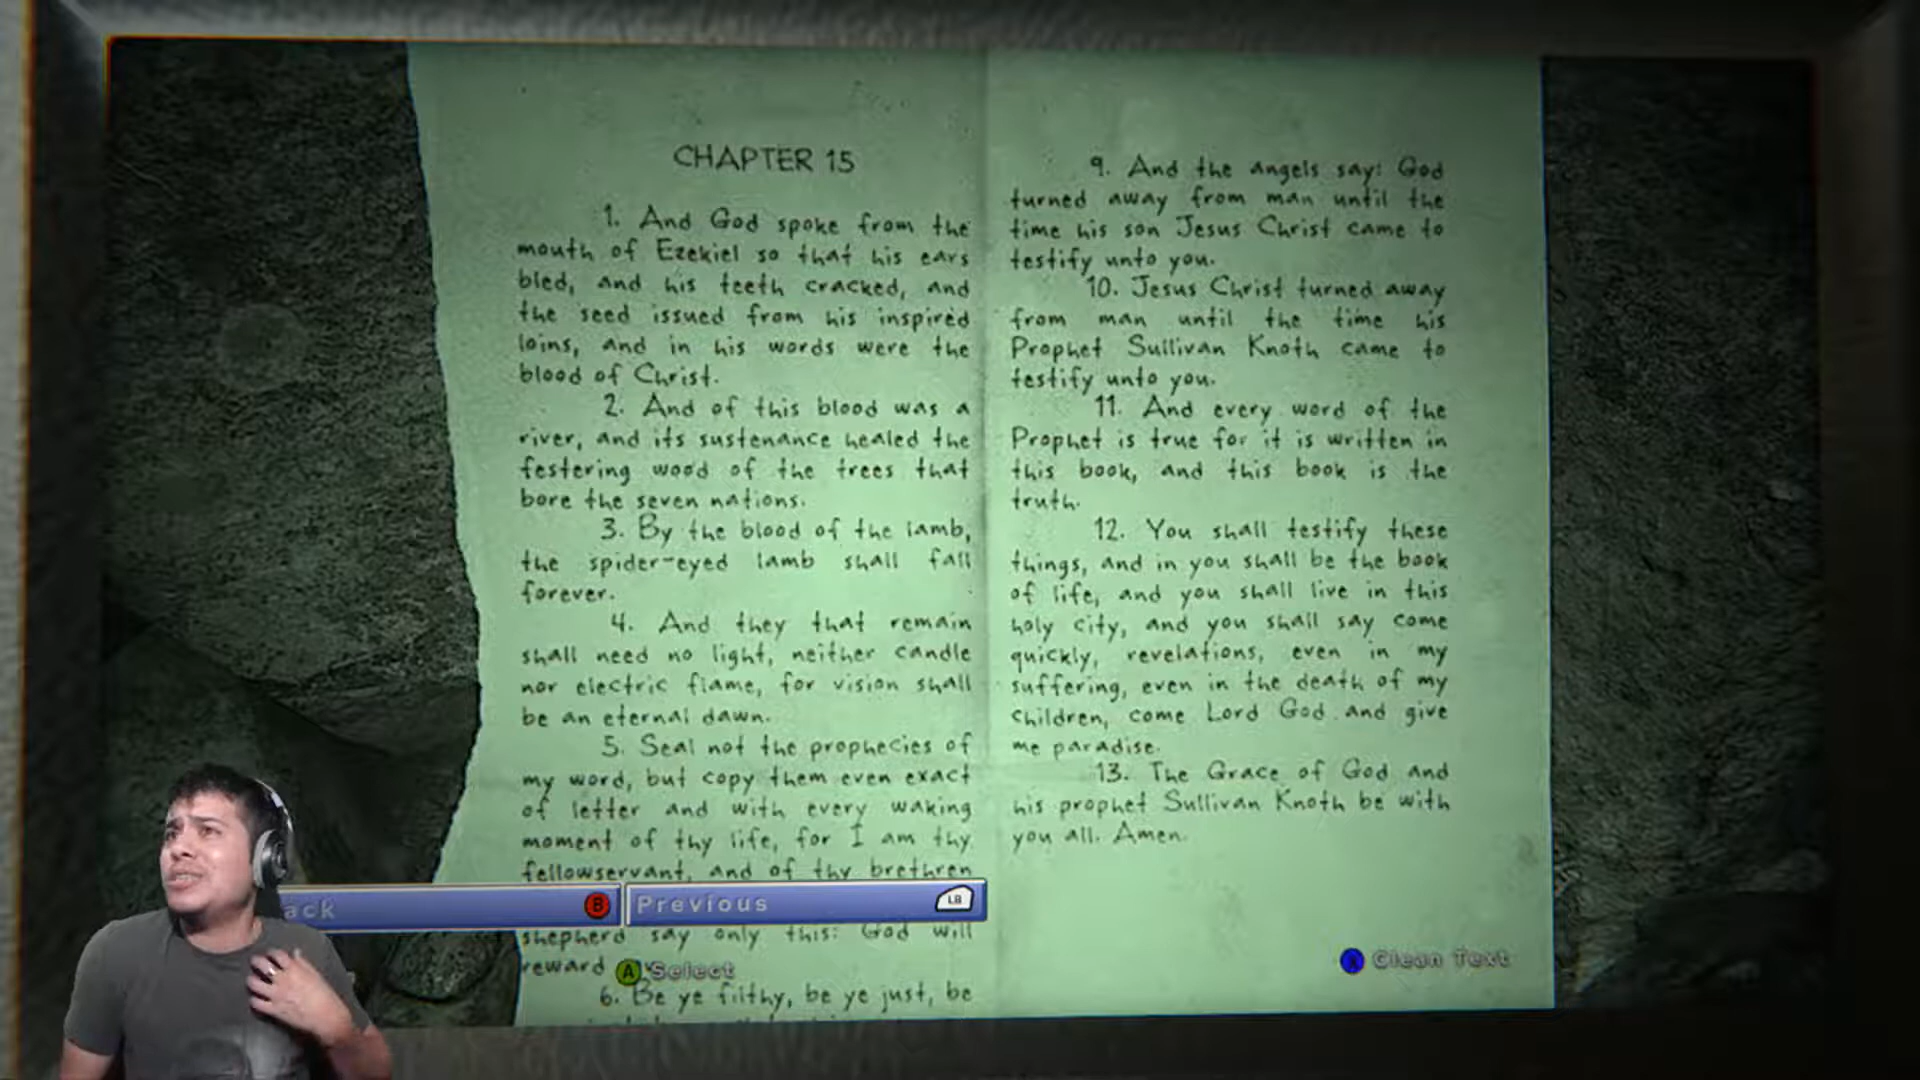 CHAPTER 15
1. And God spoke from the
mouth of Ezekiel so that his ears
bled, and his teeth cracked, and
the seed issued from his inspired
loins, and in his words were the
blood of Christ.
2. And of this blood was a
river, and its sustenance healed the
festering wood of the trees that
bore the seven nations.
3. By the blood of the lamb,
the spider-eyed lamb shall fall
forever.
4. And they that remain
shall need no light, neither candle
nor electric flame, for vision shall
be an eternal dawn.
5. Seal not the prophecies of
my word, but copy them even exact
of letter and with every waking
moment of thy life, for I am thy
fellowservant, and of thy brethren
shepherd say only this: God will
reward
6. Be ye filthy, be ye just, be
9. And the angels say: God
turned away from man until the
time his son Jesus Christ came to
testify unto you.
10. Jesus Christ turned away
from man until the time his
Prophet Sullivan Knoth came to
testify unto you.
11. And every word of the
Prophet is true for it is written in
this book, and this book is the
truth.
12. You shall testify these
things, and in you shall be the book
of life, and you shall live in this
holy city, and you shall say come
quickly, revelations, even in my
suffering, even in the death of my
children, come Lord God and give
me paradise.
13. The Grace of God and
his prophet Sullivan Knoth be with
you all. Amen.
ack B Previous LB
A Select
X Clean Text